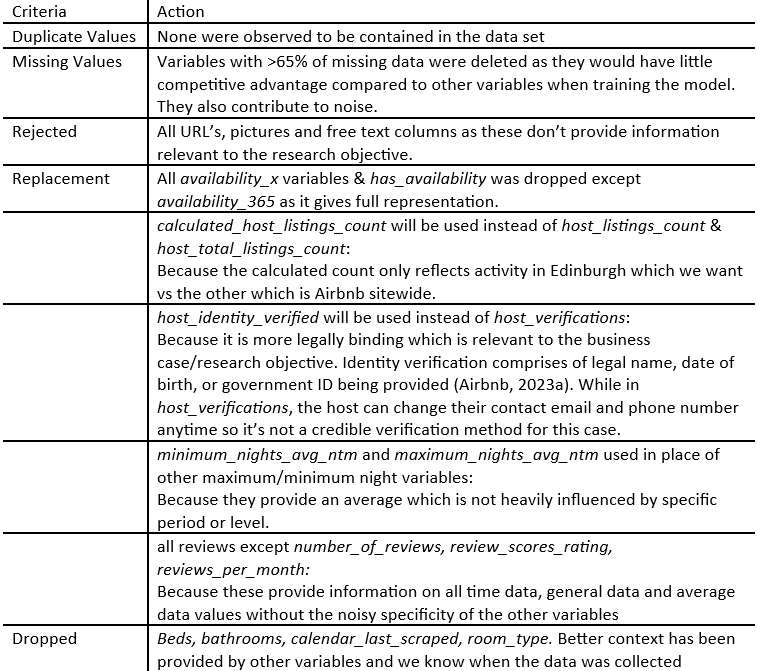 Criteria Action
Duplicate Values None were observed to be contained in the data set
Missing Values Variables with >65% of missing data were deleted as they would have little
competitive advantage compared to other variables when training the model.
They also contribute to noise.
Rejected All URL's, pictures and free text columns as these don't provide information
relevant to the research objective.
Replacement All availability_x variables & has_availability was dropped except
availability_365 as it gives full representation.
calculated_host_listings_count will be used instead of host_listings_count &
host_total_listings_count:
Because the calculated count only reflects activity in Edinburgh which we want
vs the other which is Airbnb sitewide.
host_identity_verified will be used instead of host_verifications:
Because it is more legally binding which is relevant to the business
case/research objective. Identity verification comprises of legal name, date of
birth, or government ID being provided (Airbnb, 2023a). While in
host_verifications, the host can change their contact email and phone number
anytime so it's not a credible verification method for this case.
minimum_nights_avg_ntm and maximum_nights_avg_ntm used in place of
other maximum/minimum night variables:
Because they provide an average which is not heavily influenced by specific
period or level.
all reviews except number_of_reviews, review_scores_rating,
reviews_per_month:
Because these provide information on all time data, general data and average
data values without the noisy specificity of the other variables
Dropped Beds, bathrooms, calendar_last_scraped, room_type. Better context has been
provided by other variables and we know when the data was collected